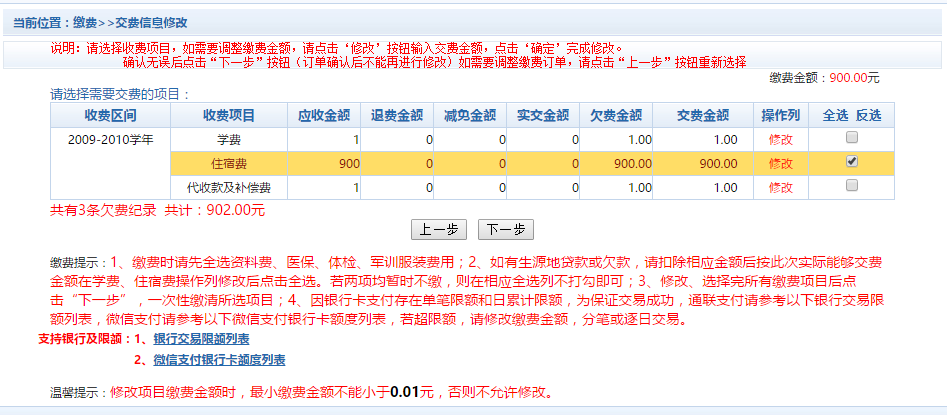 当前位置：缴费>>交费信息修改
说明：请选择收费项目，如需要调整缴费金额，请点击‘修改’按钮输入交费金额，点击‘确定’完成修改。
确认无误后点击“下一步”按钮（订单确认后不能再进行修改）如需要调整缴费订单，请点击“上一步”按钮重新选择
缴费金额：900.00元
请选择需要交费的项目：
收费区间 收费项目 应收金额 退费金额 减免金额 实交金额 欠费金额 交费金额 操作列 全选 反选
2009-2010学年 学费 1 0 0 0 1.00 1.00 修改
住宿费 900 0 0 0 900.00 900.00 修改
代收款及补偿费 1 0 0 0 1.00 1.00 修改
共有3条欠费纪录 共计：902.00元
上一步 下一步
缴费提示：1、缴费时请先全选资料费、医保、体检、军训服装费用；2、如有生源地贷款或欠款，请扣除相应金额后按此次实际能够交费
金额在学费、住宿费操作列修改后点击全选。若两项均暂时不缴，则在相应全选列不打勾即可；3、修改、选择完所有缴费项目后点
击“下一步”，一次性缴清所选项目；4、因银行卡支付存在单笔限额和日累计限额，为保证交易成功，通联支付请参考以下银行交易限
额列表，微信支付请参考以下微信支付银行卡额度列表，若超限额，请修改缴费金额，分笔或逐日交易。
支持银行及限额：1、银行交易限额列表
2、微信支付银行卡额度列表
温馨提示：修改项目缴费金额时，最小缴费金额不能小于0.01元，否则不允许修改。